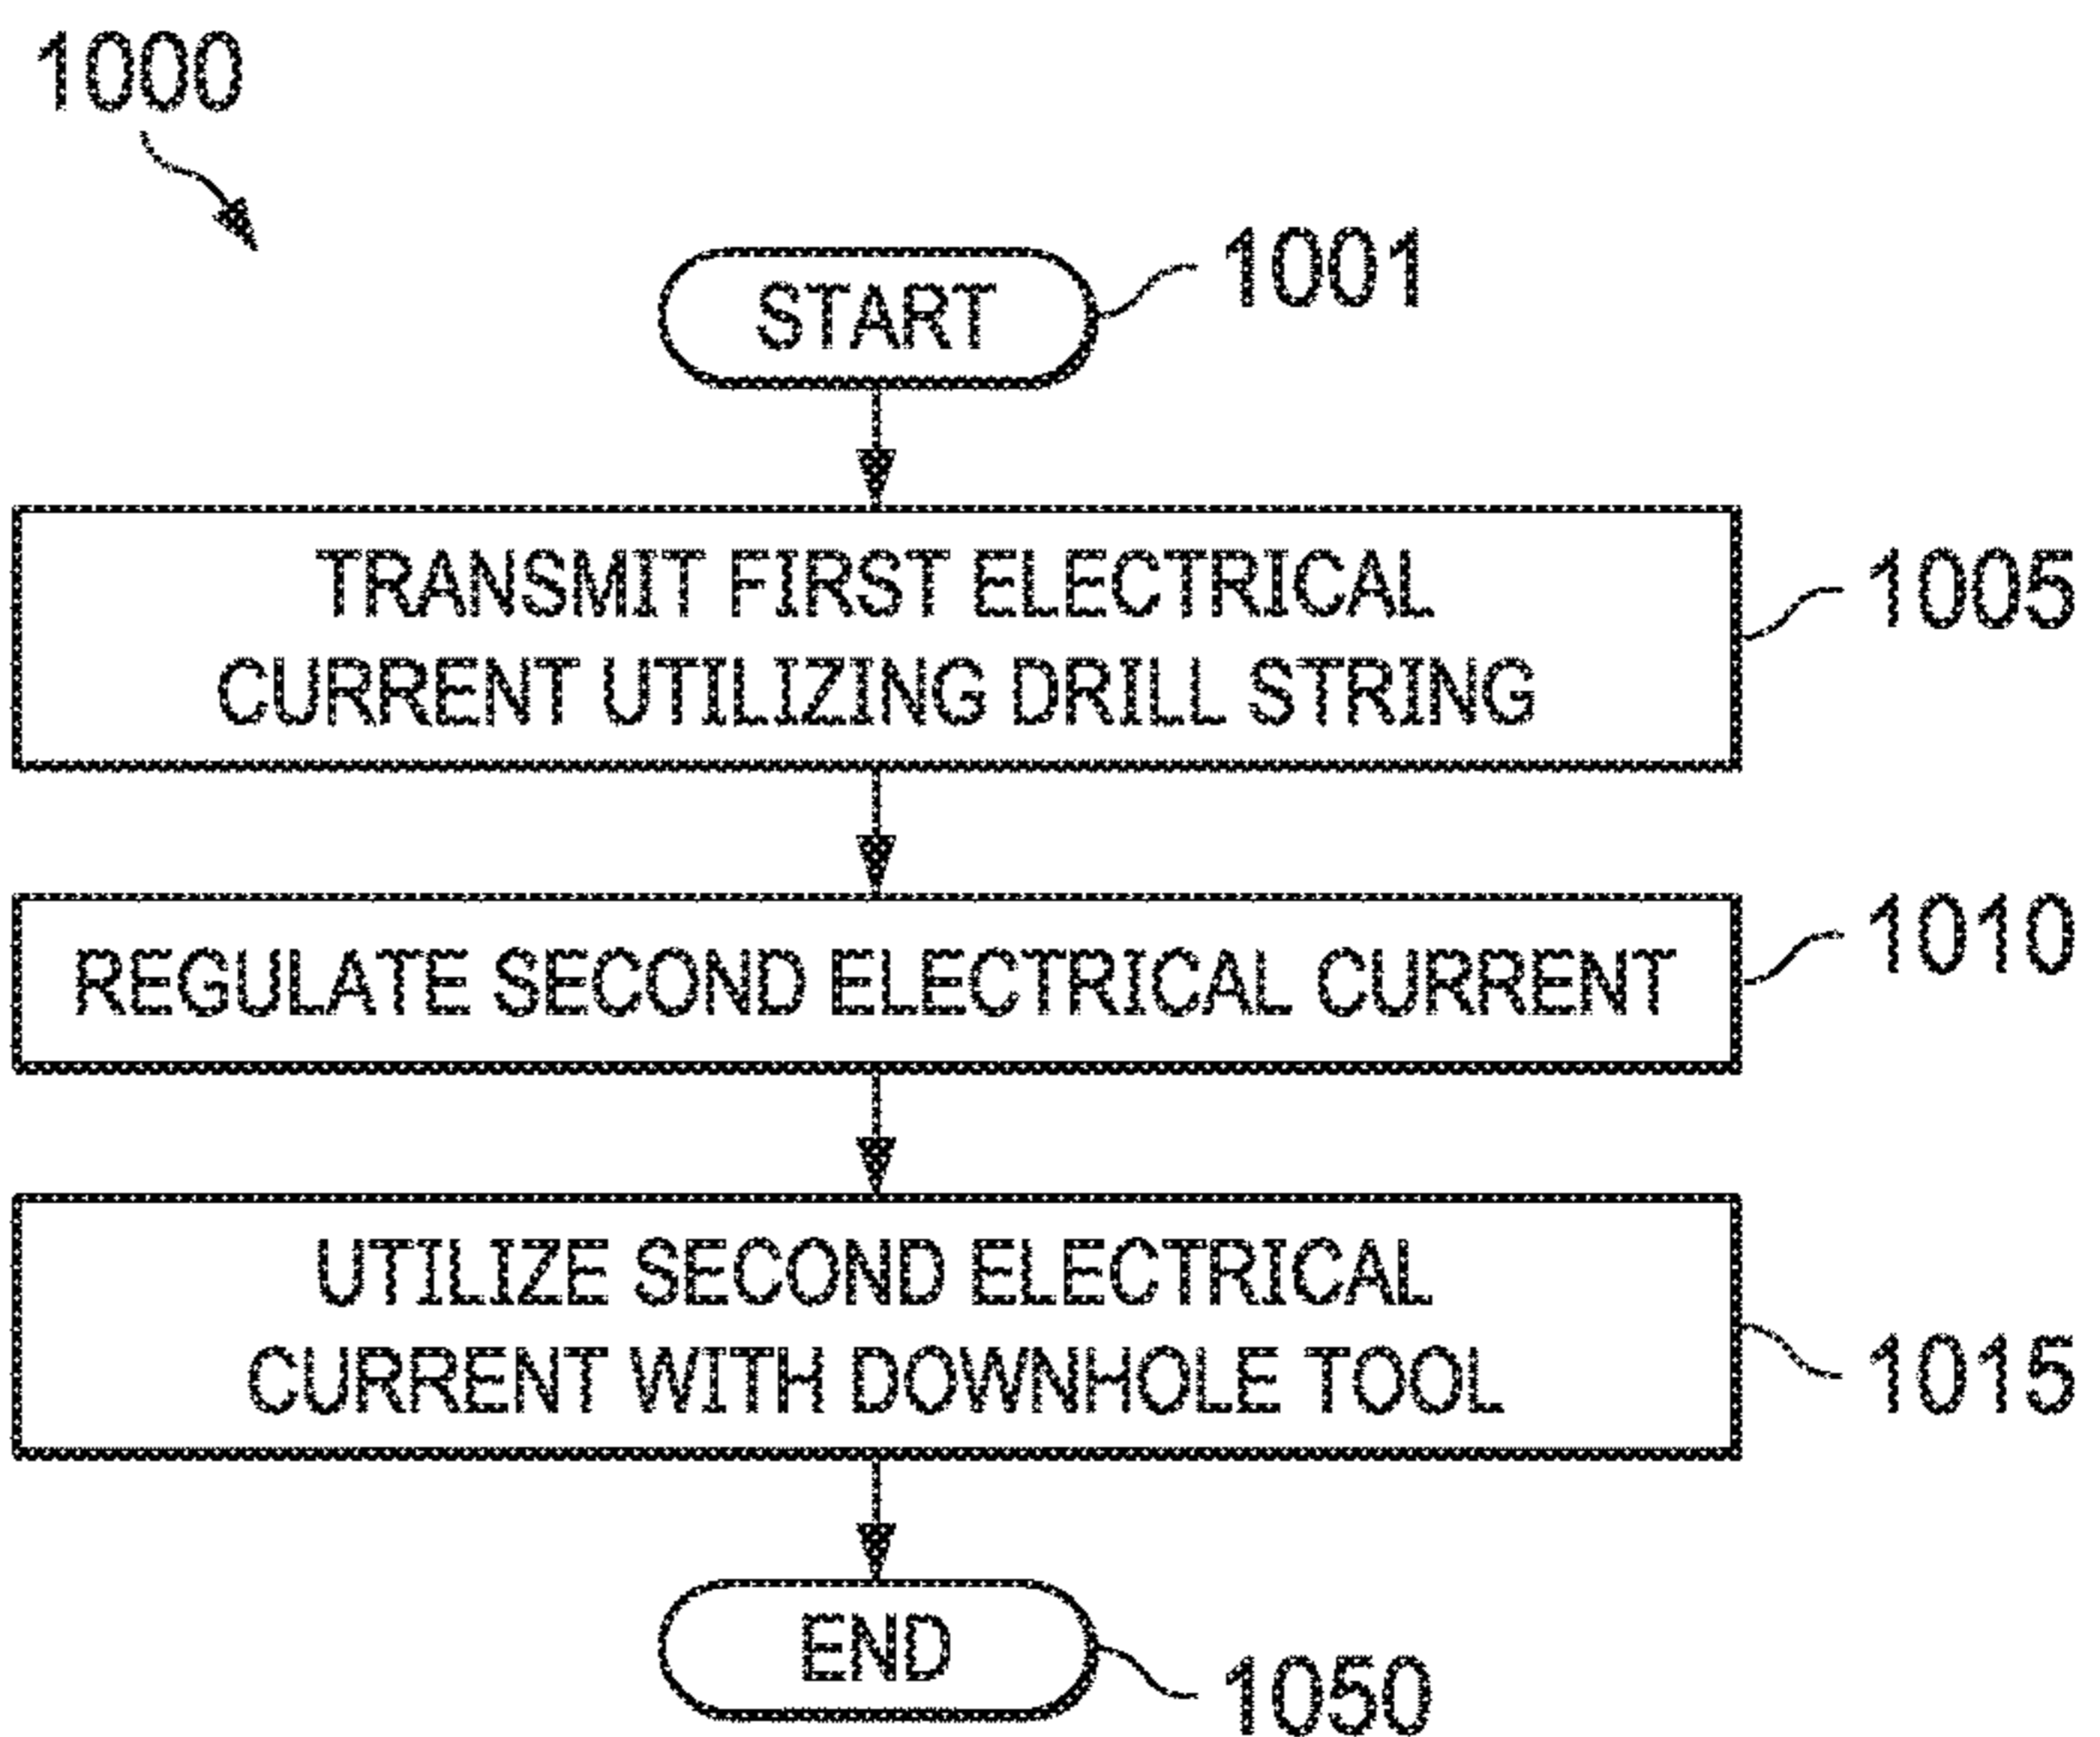 1000
START
1001
TRANSMIT FIRST ELECTRICAL
CURRENT UTILIZING DRILL STRING
1005
REGULATE SECOND ELECTRICAL CURRENT
1010
UTILIZE SECOND ELECTRICAL
CURRENT WITH DOWNHOLE TOOL
1015
END
1050